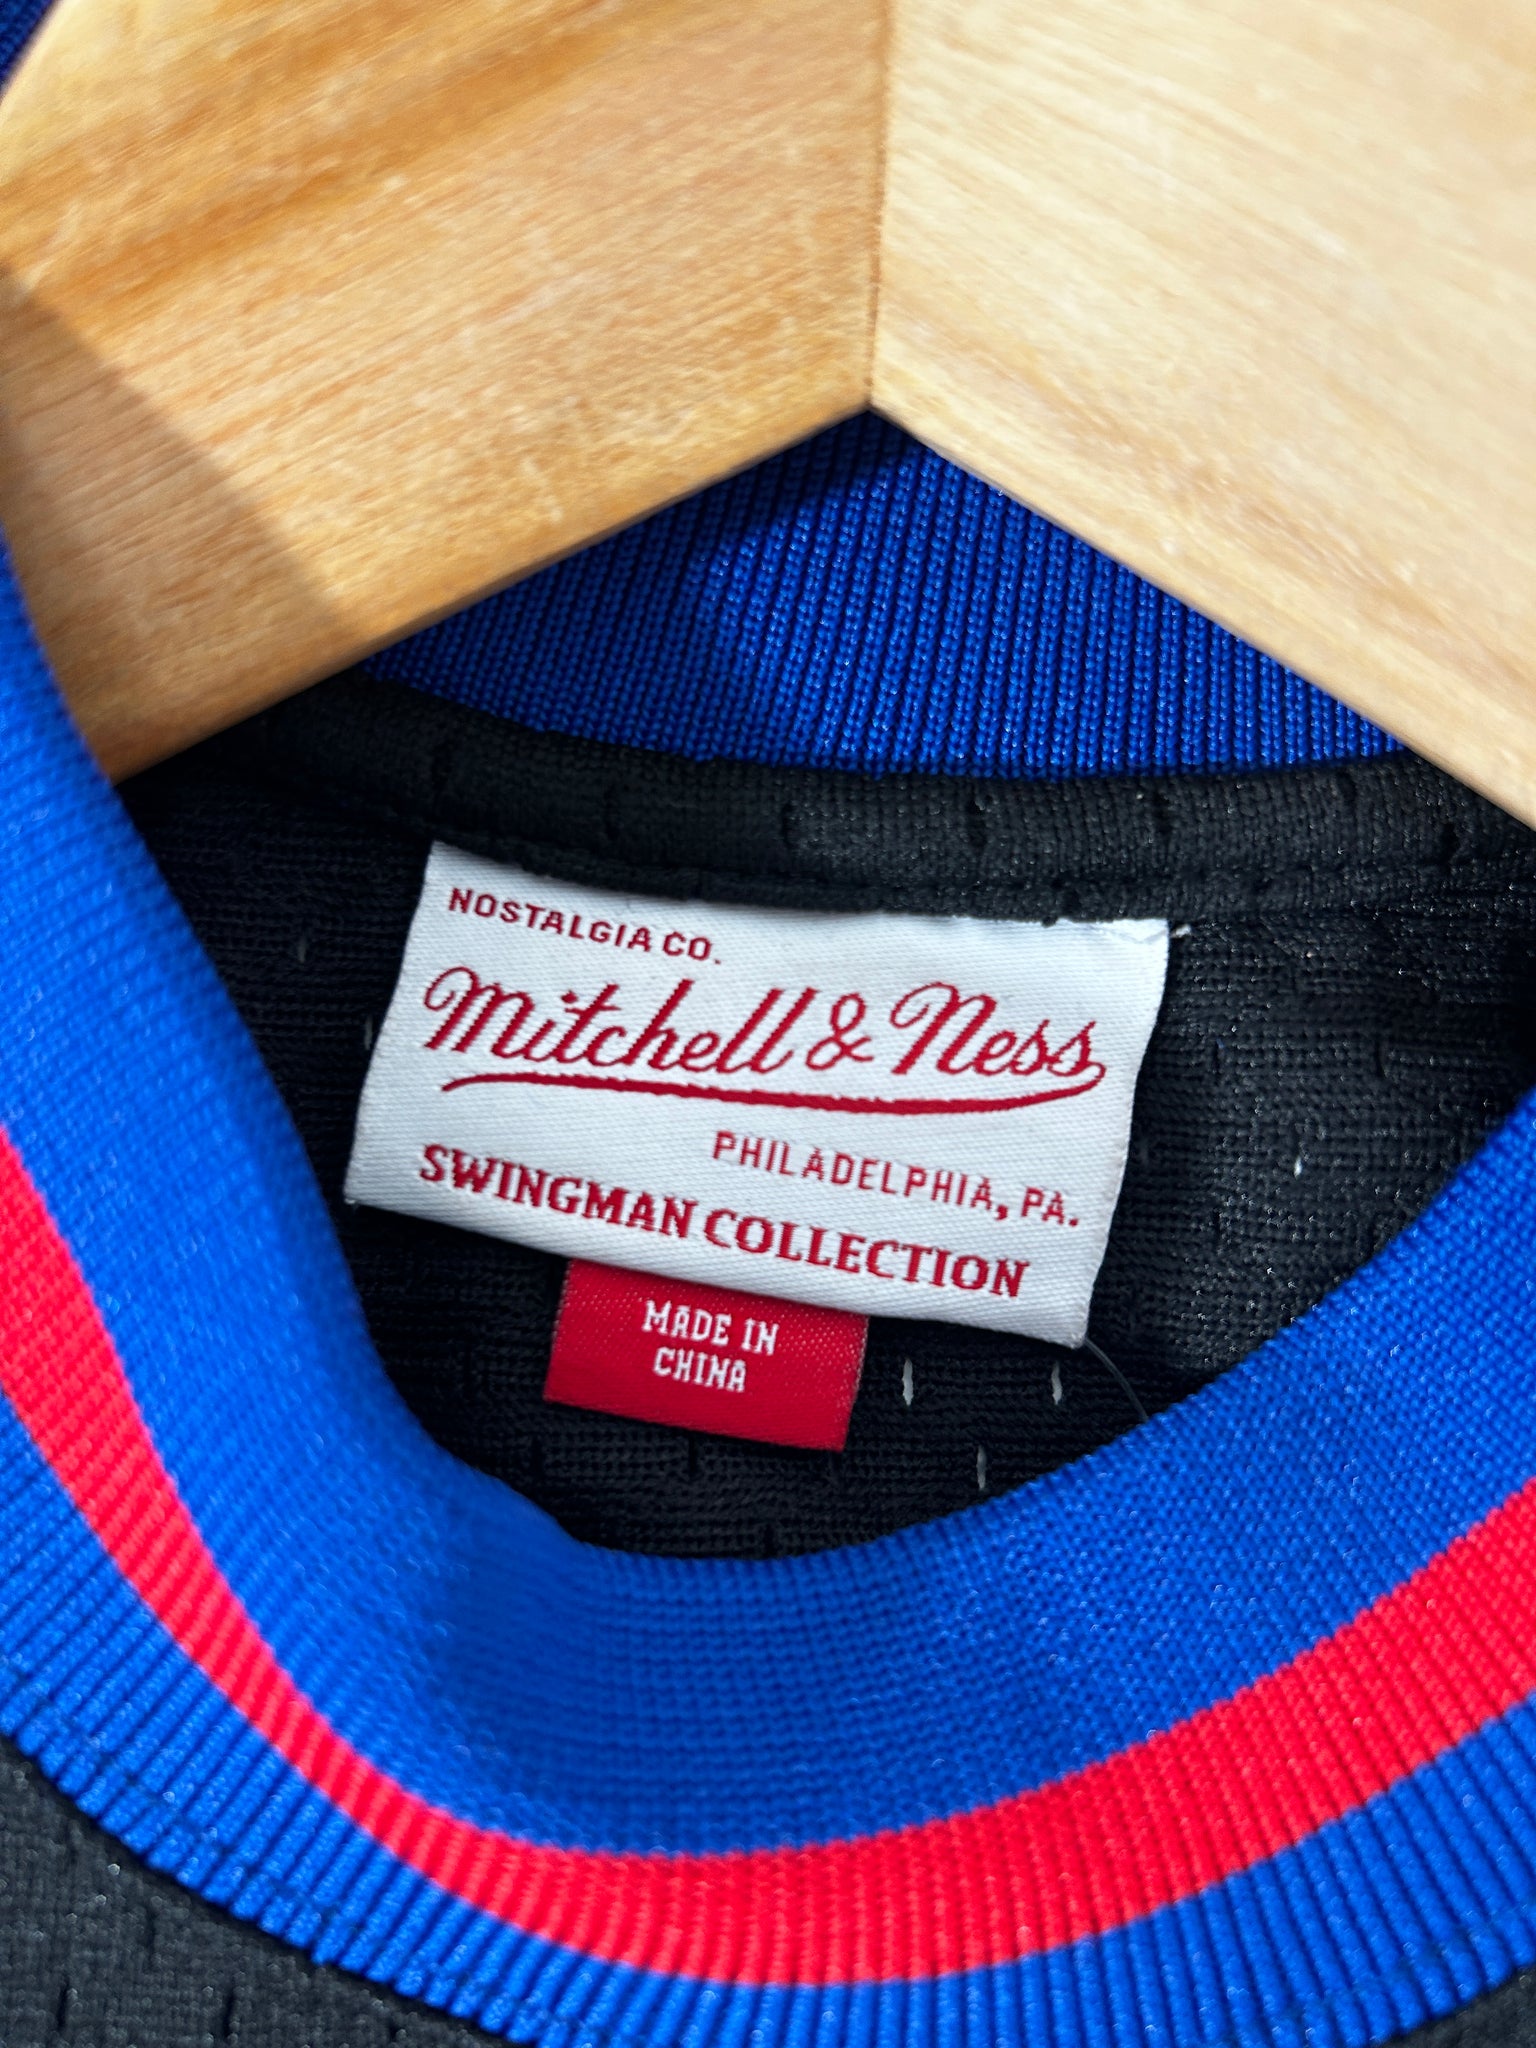 NOSTALGIA CO.
Mitchell & Ness
PHILADELPHIA, PA.
SWINGMAN COLLECTION
MADE IN
CHINA